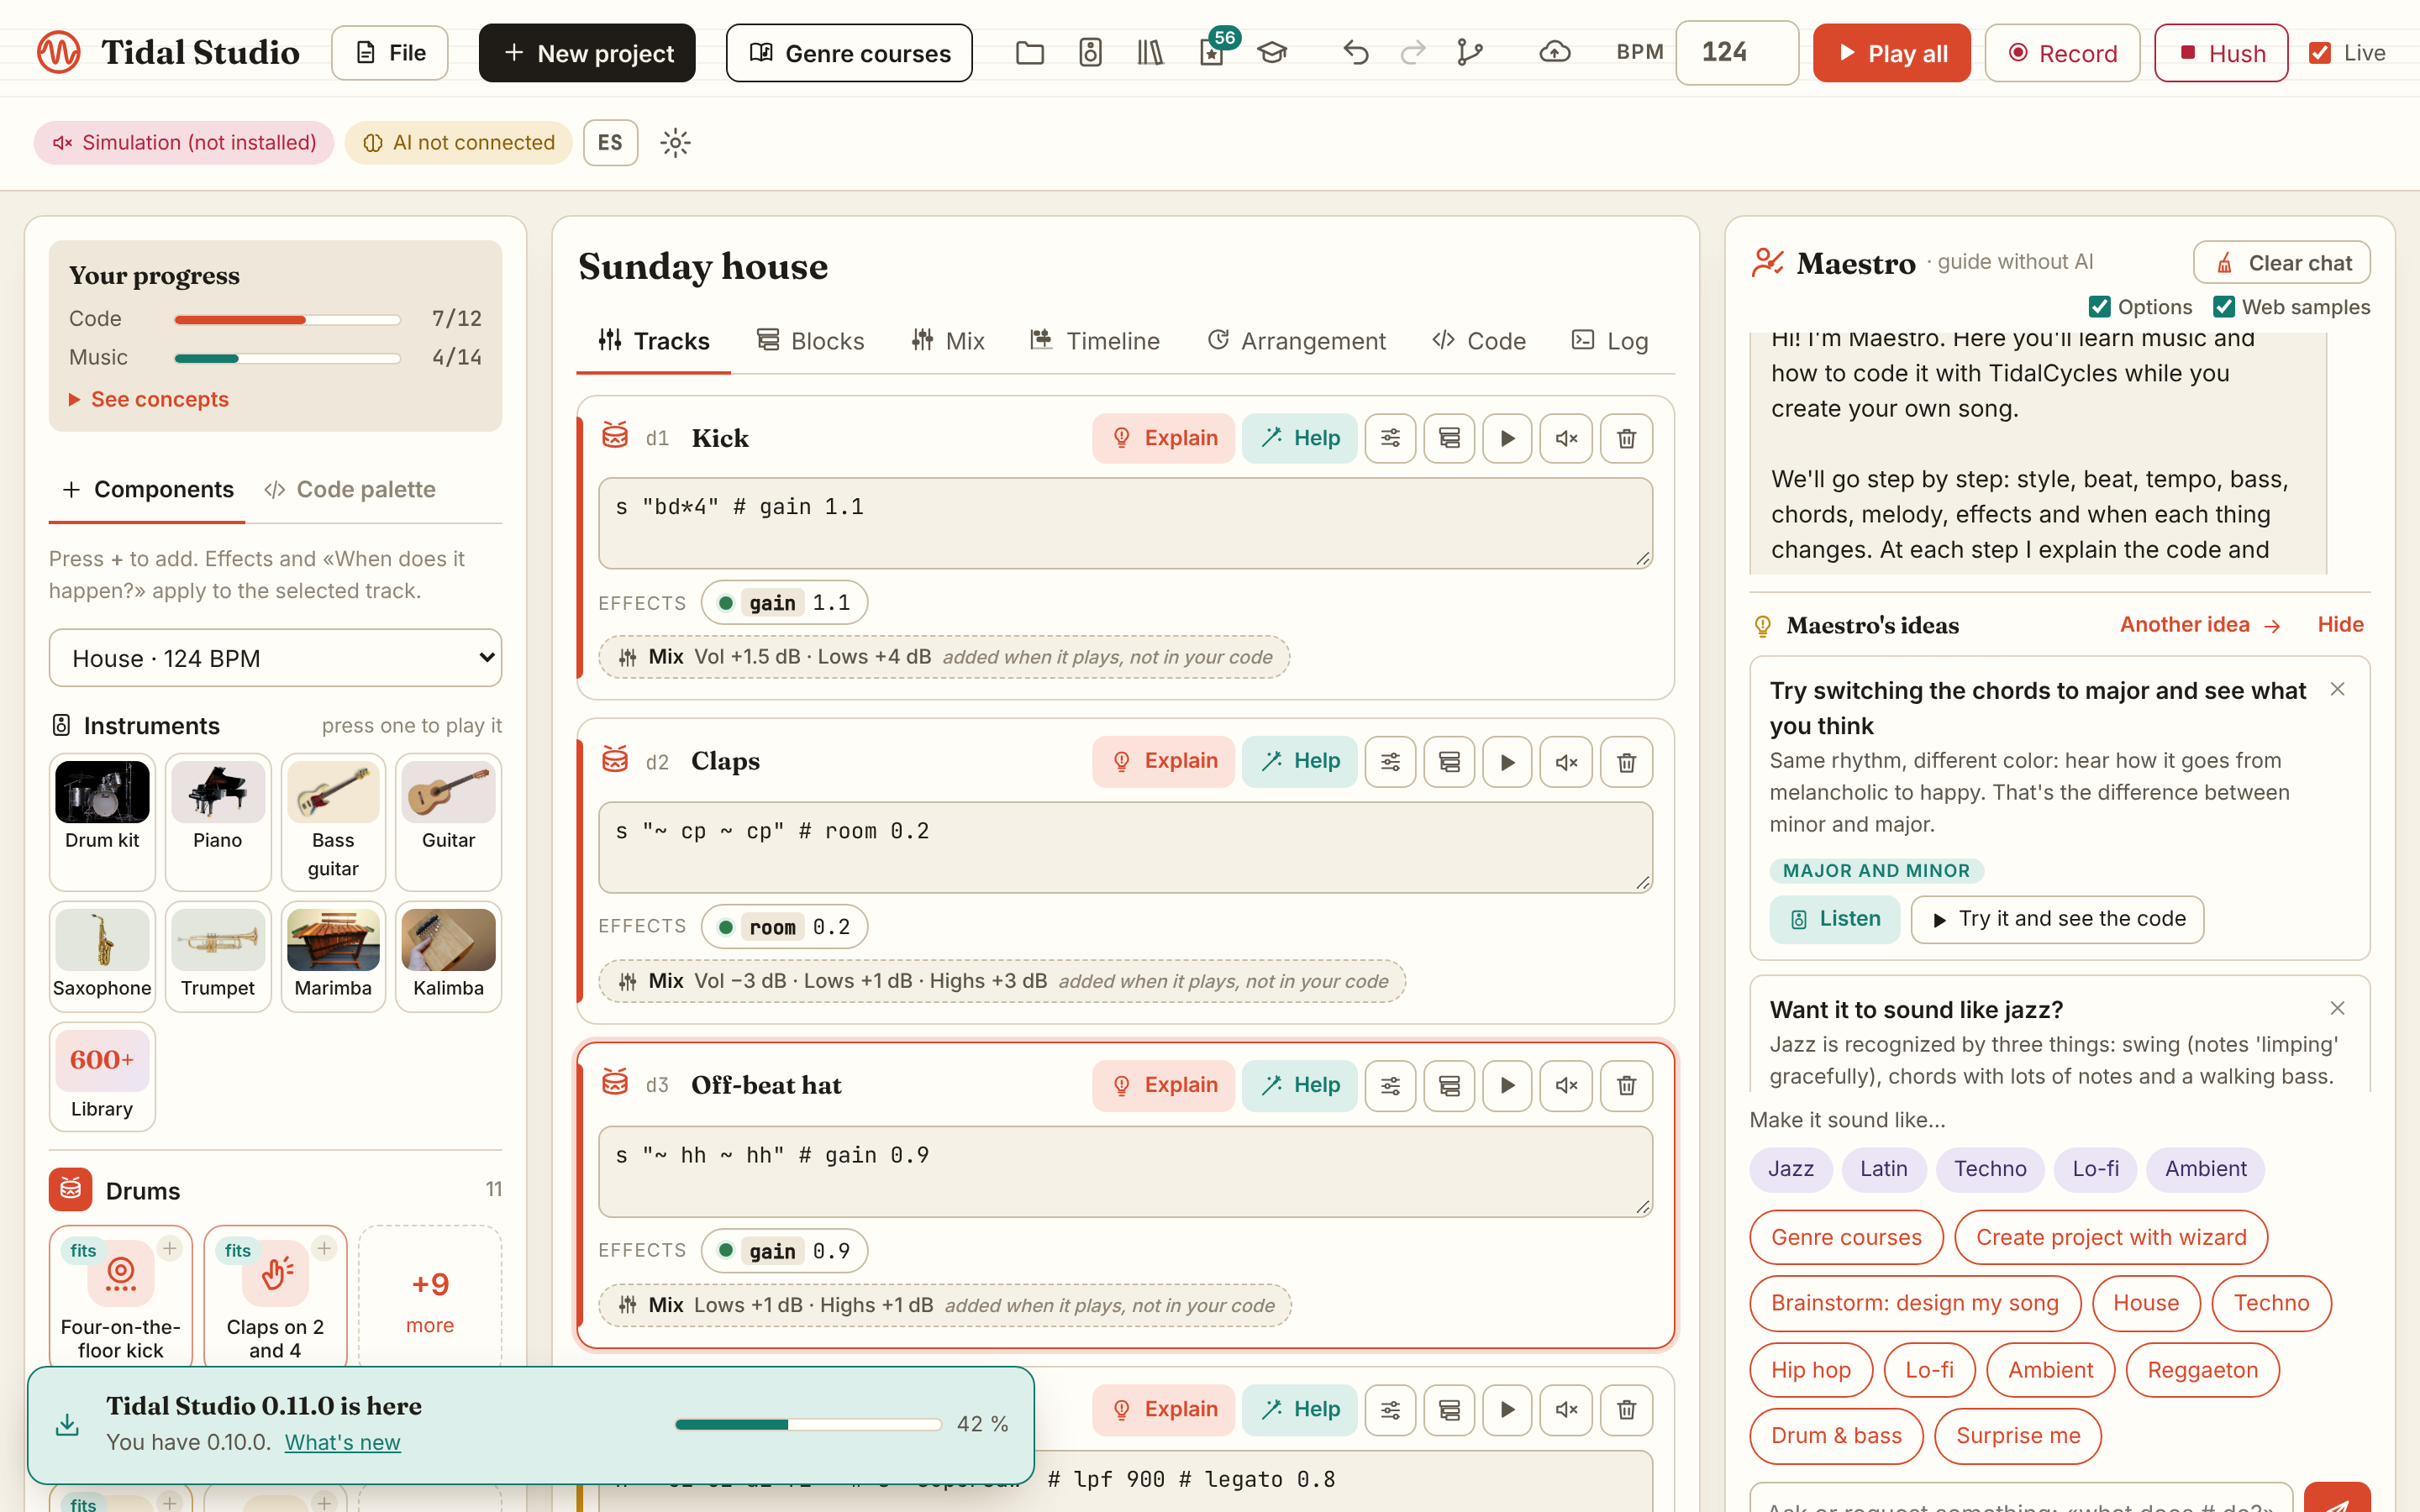 Tidal Studio
File
New project
Genre courses
56
BPM
124
Play all
Record
Hush
Live
Simulation (not installed)
AI not connected
ES
Your progress
Code 7/12
Music 4/14
See concepts
Components
Code palette
Press + to add. Effects and «When does it
happen?» apply to the selected track.
House · 124 BPM
Instruments
press one to play it
Drum kit
Piano
Bass
guitar
Guitar
Saxophone
Trumpet
Marimba
Kalimba
600+
Library
Drums
11
fits
Four-on-the-
floor kick
fits
Claps on 2
and 4
+9
more
fits
Tidal Studio 0.11.0 is here
You have 0.10.0. What's new
42 %
Sunday house
Tracks
Blocks
Mix
Timeline
Arrangement
Code
Log
d1 Kick
Explain
Help
s "bd*4" # gain 1.1
EFFECTS gain 1.1
Mix Vol +1.5 dB · Lows +4 dB added when it plays, not in your code
d2 Claps
Explain
Help
s "~ cp ~ cp" # room 0.2
EFFECTS room 0.2
Mix Vol −3 dB · Lows +1 dB · Highs +3 dB added when it plays, not in your code
d3 Off-beat hat
Explain
Help
s "~ hh ~ hh" # gain 0.9
EFFECTS gain 0.9
Mix Lows +1 dB · Highs +1 dB added when it plays, not in your code
Explain
Help
# lpf 900 # legato 0.8
Maestro · guide without AI
Clear chat
Options
Web samples
Hi! I'm Maestro. Here you'll learn music and
how to code it with TidalCycles while you
create your own song.
We'll go step by step: style, beat, tempo, bass,
chords, melody, effects and when each thing
changes. At each step I explain the code and
Maestro's ideas
Another idea →
Hide
Try switching the chords to major and see what
you think
Same rhythm, different color: hear how it goes from
melancholic to happy. That's the difference between
minor and major.
MAJOR AND MINOR
Listen
Try it and see the code
Want it to sound like jazz?
Jazz is recognized by three things: swing (notes 'limping'
gracefully), chords with lots of notes and a walking bass.
Make it sound like...
Jazz
Latin
Techno
Lo-fi
Ambient
Genre courses
Create project with wizard
Brainstorm: design my song
House
Techno
Hip hop
Lo-fi
Ambient
Reggaeton
Drum & bass
Surprise me
Ask or request something: «what does # do?»